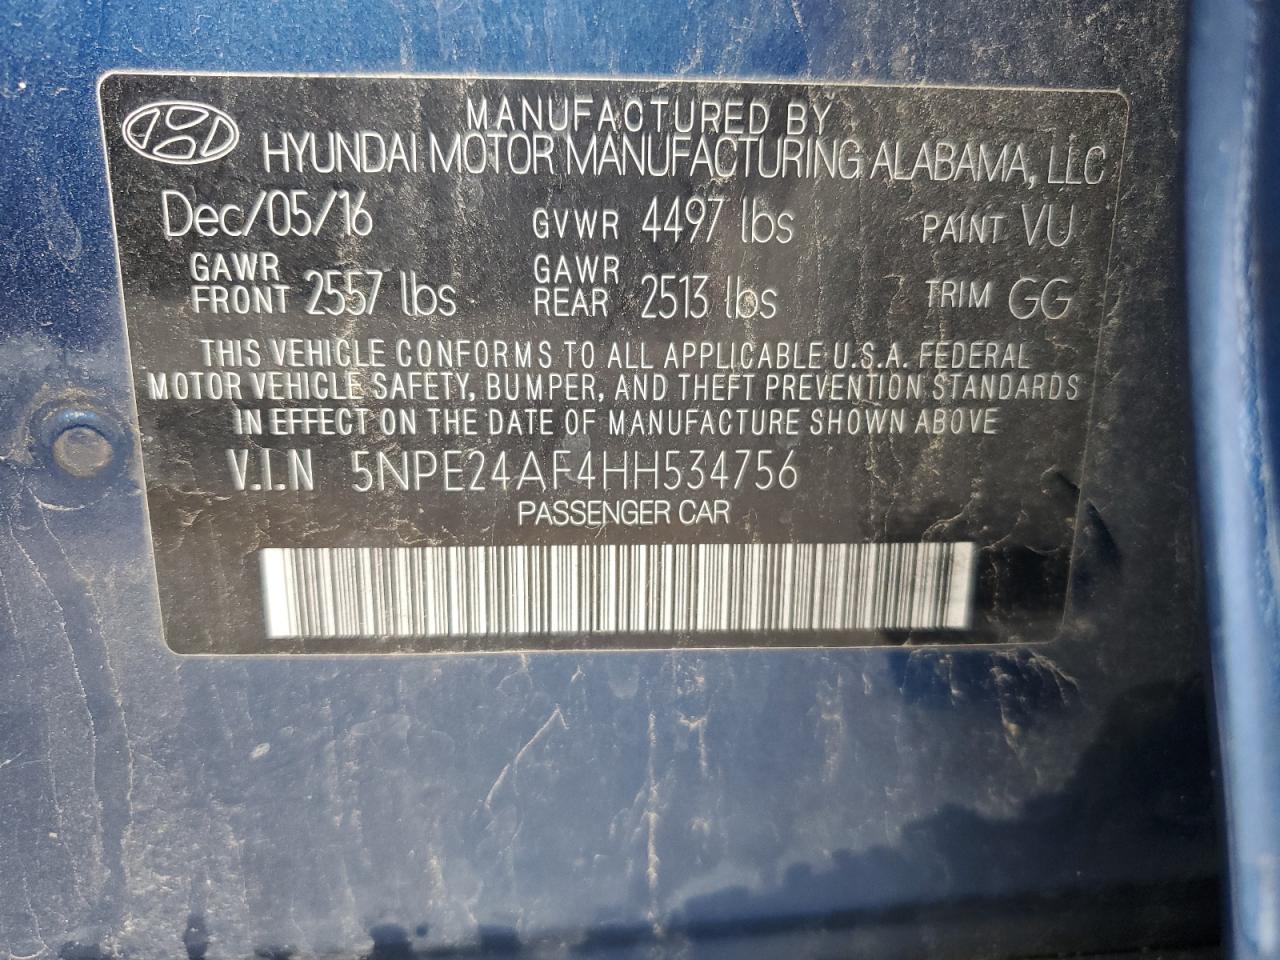 MANUFACTURED BY
HYUNDAI MOTOR MANUFACTURING ALABAMA, LLC
Dec/05/16 GVWR 4497 lbs PAINT VU
GAWR FRONT 2557 lbs GAWR REAR 2513 lbs TRIM GG
THIS VEHICLE CONFORMS TO ALL APPLICABLE U.S.A. FEDERAL
MOTOR VEHICLE SAFETY, BUMPER, AND THEFT PREVENTION STANDARDS
IN EFFECT ON THE DATE OF MANUFACTURE SHOWN ABOVE
V.I.N 5NPE24AF4HH534756
PASSENGER CAR